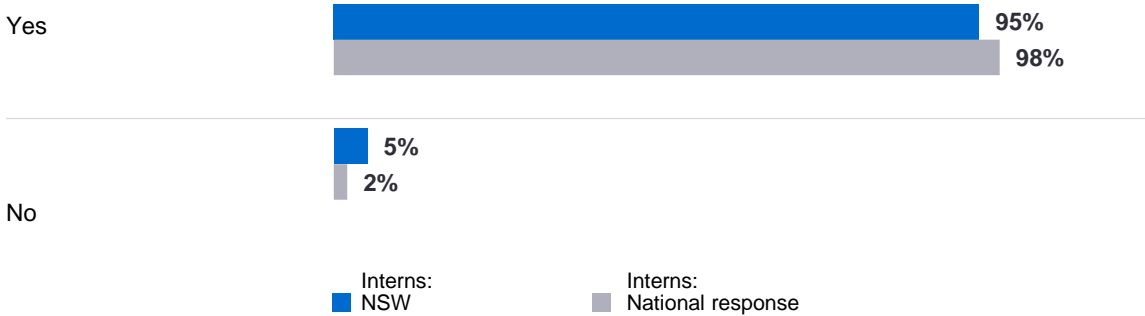 Yes
95%
98%
5%
2%
No
Interns:
NSW
Interns:
National response